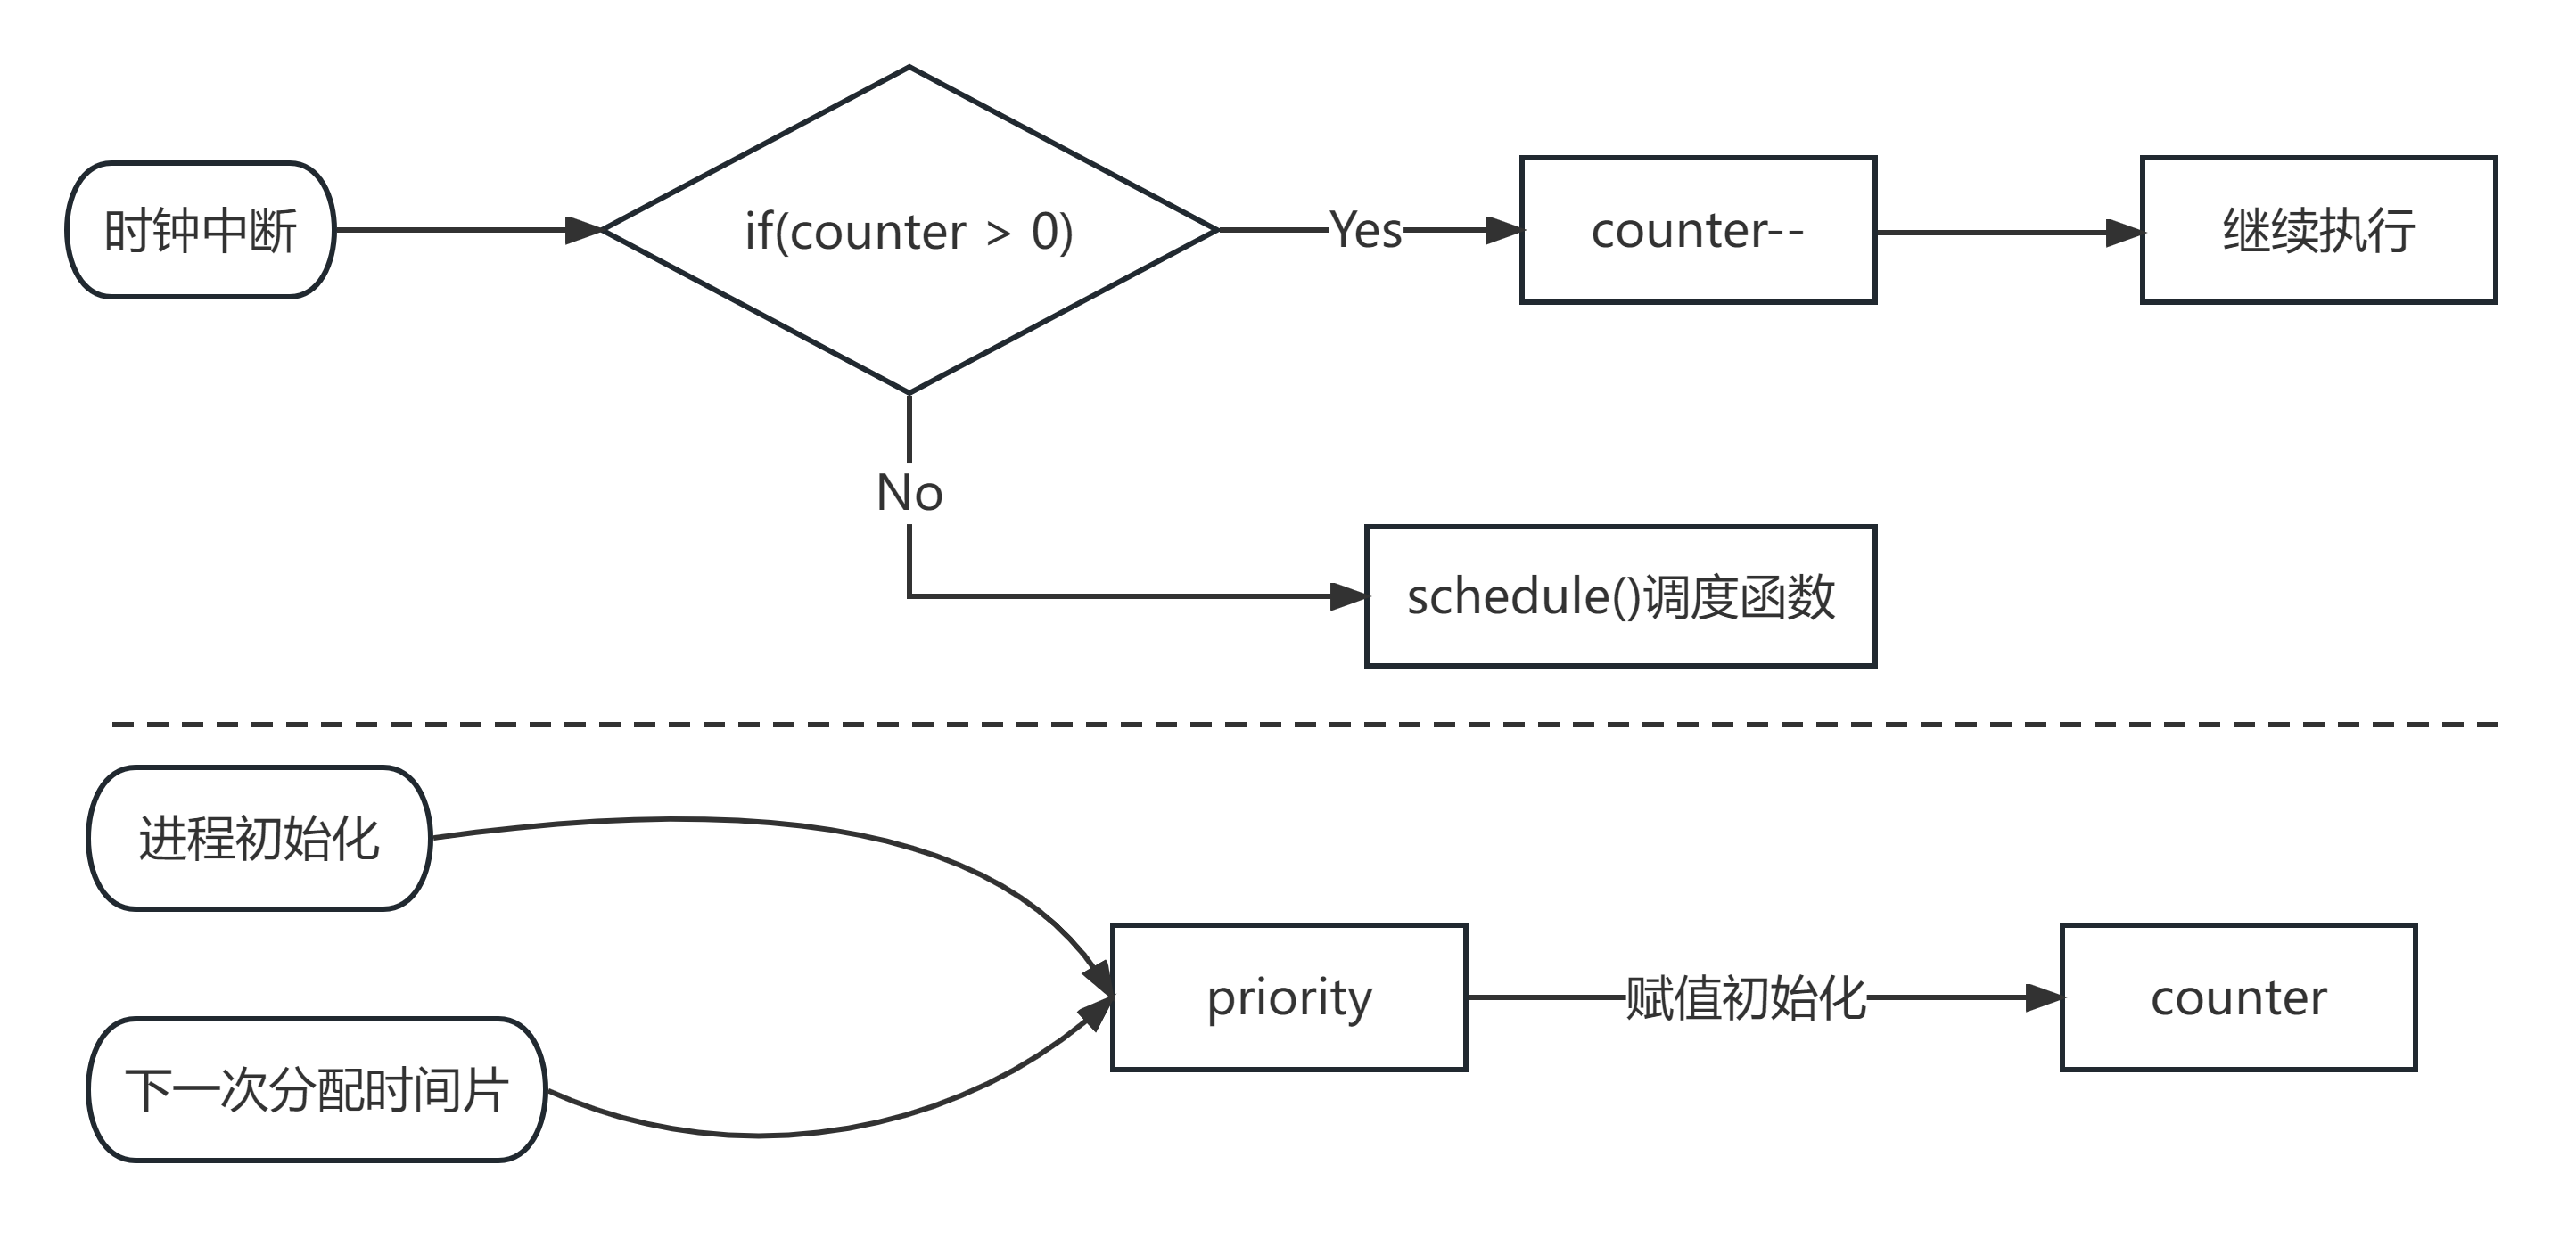 时钟中断
if(counter > 0)
Yes
counter--
继续执行
No
schedule()调度函数
进程初始化
下一次分配时间片
priority
赋值初始化
counter